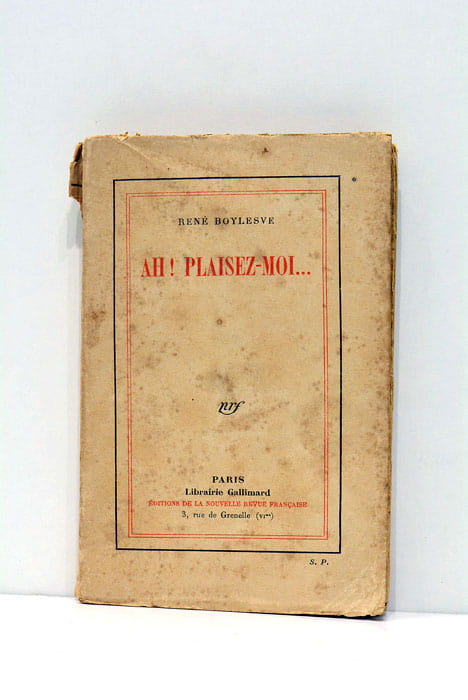 RENÉ BOYLESVE
AH! PLAISEZ-MOI...
nrf
PARIS
Librairie Gallimard
ÉDITIONS DE LA NOUVELLE REVUE FRANÇAISE
3, rue de Grenelle (VIme)
S. P.